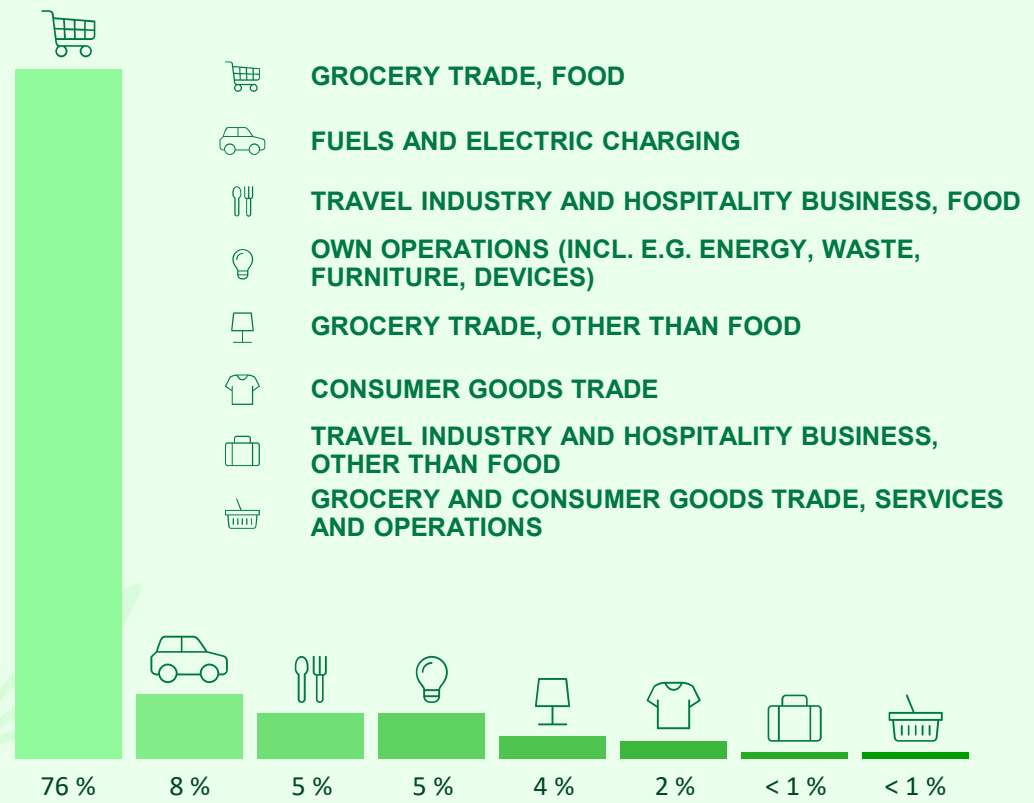 GROCERY TRADE, FOOD
FUELS AND ELECTRIC CHARGING
TRAVEL INDUSTRY AND HOSPITALITY BUSINESS, FOOD
OWN OPERATIONS (INCL. E.G. ENERGY, WASTE,
FURNITURE, DEVICES)
GROCERY TRADE, OTHER THAN FOOD
CONSUMER GOODS TRADE
TRAVEL INDUSTRY AND HOSPITALITY BUSINESS,
OTHER THAN FOOD
GROCERY AND CONSUMER GOODS TRADE, SERVICES
AND OPERATIONS
76 % 8 % 5 % 5 % 4 % 2 % < 1 % < 1 %